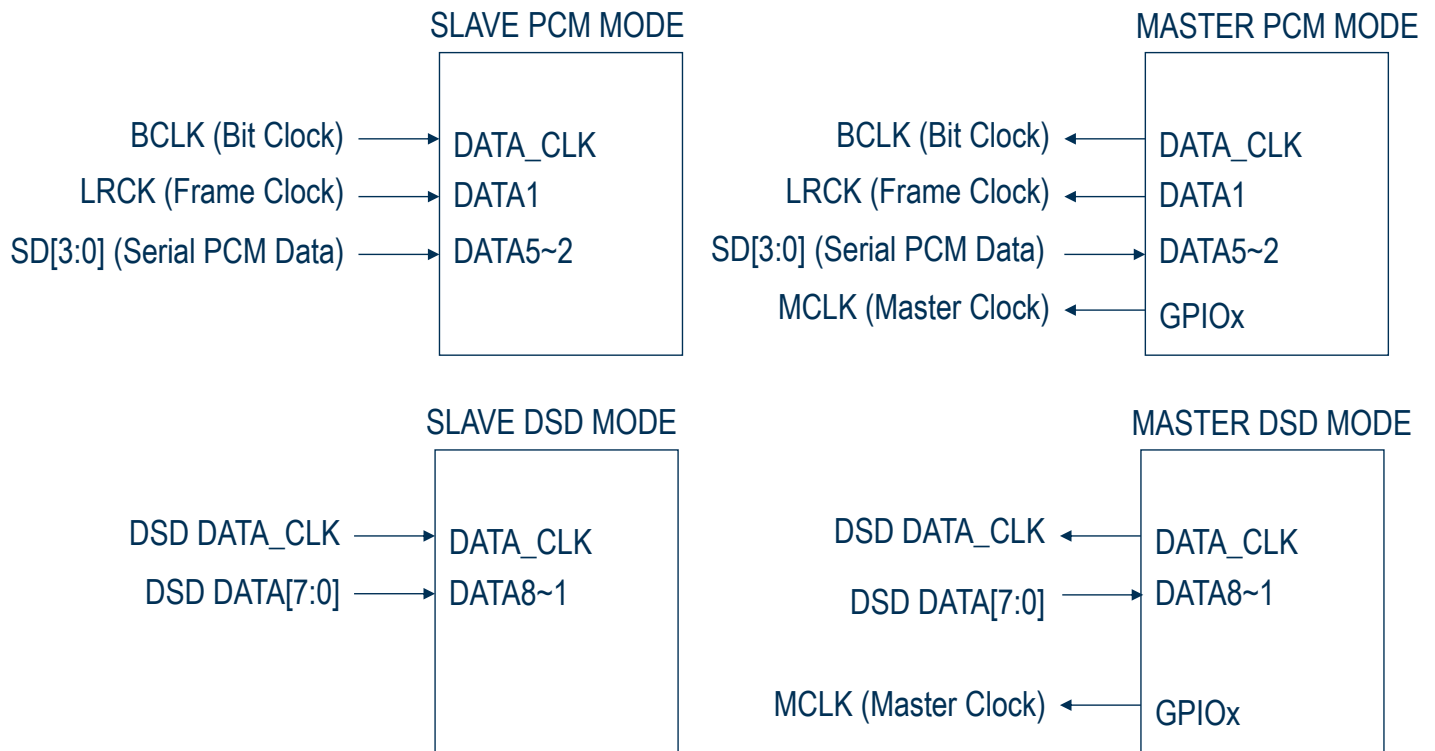 SLAVE PCM MODE
BCLK (Bit Clock)
DATA_CLK
LRCK (Frame Clock)
DATA1
SD[3:0] (Serial PCM Data)
DATA5~2
MASTER PCM MODE
BCLK (Bit Clock)
DATA_CLK
LRCK (Frame Clock)
DATA1
SD[3:0] (Serial PCM Data)
DATA5~2
MCLK (Master Clock)
GPIOx
SLAVE DSD MODE
DSD DATA_CLK
DATA_CLK
DSD DATA[7:0]
DATA8~1
MASTER DSD MODE
DSD DATA_CLK
DATA_CLK
DSD DATA[7:0]
DATA8~1
MCLK (Master Clock)
GPIOx